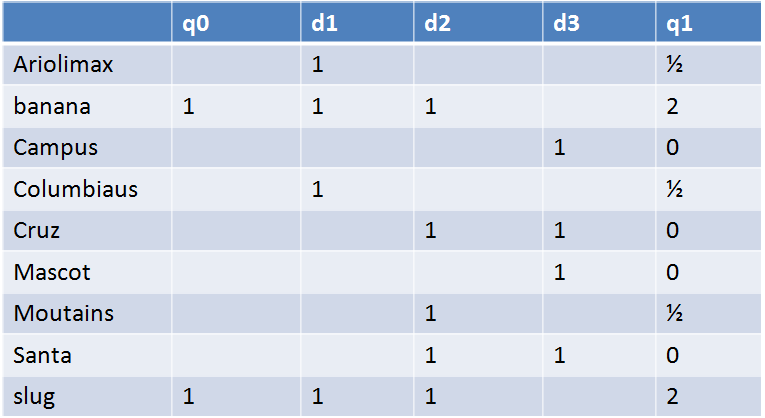 q0 d1 d2 d3 q1
Ariolimax 1 ½
banana 1 1 1 2
Campus 1 0
Columbiaus 1 ½
Cruz 1 1 0
Mascot 1 0
Moutains 1 ½
Santa 1 1 0
slug 1 1 1 2